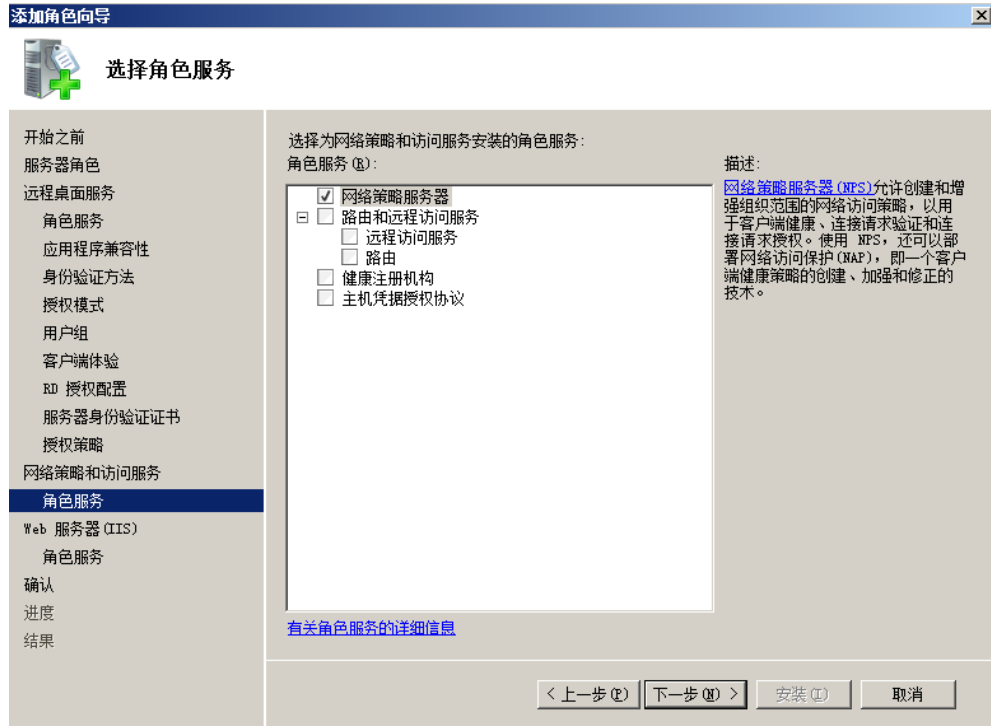 添加角色向导
选择角色服务
开始之前
服务器角色
远程桌面服务
角色服务
应用程序兼容性
身份验证方法
授权模式
用户组
客户端体验
RD 授权配置
服务器身份验证证书
授权策略
网络策略和访问服务
角色服务
Web 服务器(IIS)
角色服务
确认
进度
结果
选择为网络策略和访问服务安装的角色服务:
角色服务(R):
网络策略服务器
路由和远程访问服务
远程访问服务
路由
健康注册机构
主机凭据授权协议
有关角色服务的详细信息
描述:
网络策略服务器(NPS)允许创建和增
强组织范围的网络访问策略，以用
于客户端健康、连接请求验证和连
接请求授权。使用 NPS，还可以部
署网络访问保护(NAP)，即一个客户
端健康策略的创建、加强和修正的
技术。
< 上一步(P)
下一步(N) >
安装(I)
取消